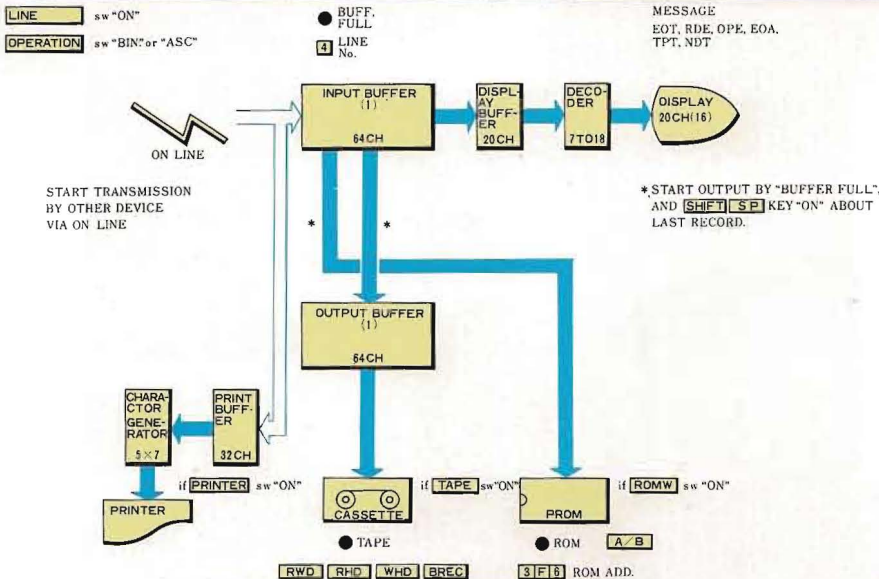 LINE sw "ON"
OPERATION sw "BIN." or "ASC"
BUFF.
FULL
4 LINE
No.
MESSAGE
EOT, RDE, OPE, EOA,
TPT, NDT
INPUT BUFFER
(1)
64CH
DISPL-
AY
BUFF-
ER
20CH
DECO-
DER
7 TO 18
DISPLAY
20CH(16)
ON LINE
START TRANSMISSION
BY OTHER DEVICE
VIA ON LINE
* START OUTPUT BY "BUFFER FULL",
AND SHIFT SP KEY "ON" ABOUT
LAST RECORD.
* *
OUTPUT BUFFER
(1)
64CH
CHARA-
CTOR
GENE-
RATOR
5×7
PRINT
BUFF-
ER
32CH
if PRINTER sw "ON"
PRINTER
if TAPE sw "ON"
CASSETTE
if ROMW sw "ON"
PROM
TAPE
ROM A/B
RWD RHD WHD BREC
3 F 6 ROM ADD.